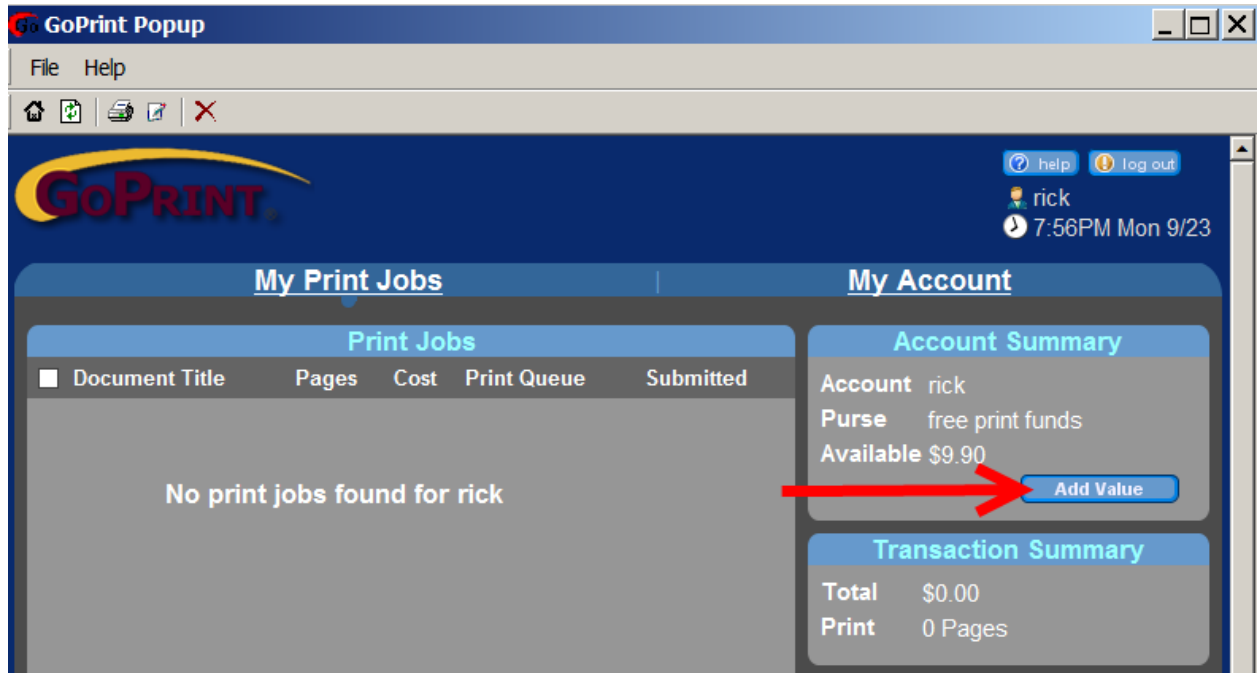 GoPrint Popup
File Help
GoPrint.
help log out
rick
7:56PM Mon 9/23
My Print Jobs | My Account
Print Jobs
Document Title Pages Cost Print Queue Submitted
No print jobs found for rick
Account Summary
Account rick
Purse free print funds
Available $9.90
Add Value
Transaction Summary
Total $0.00
Print 0 Pages